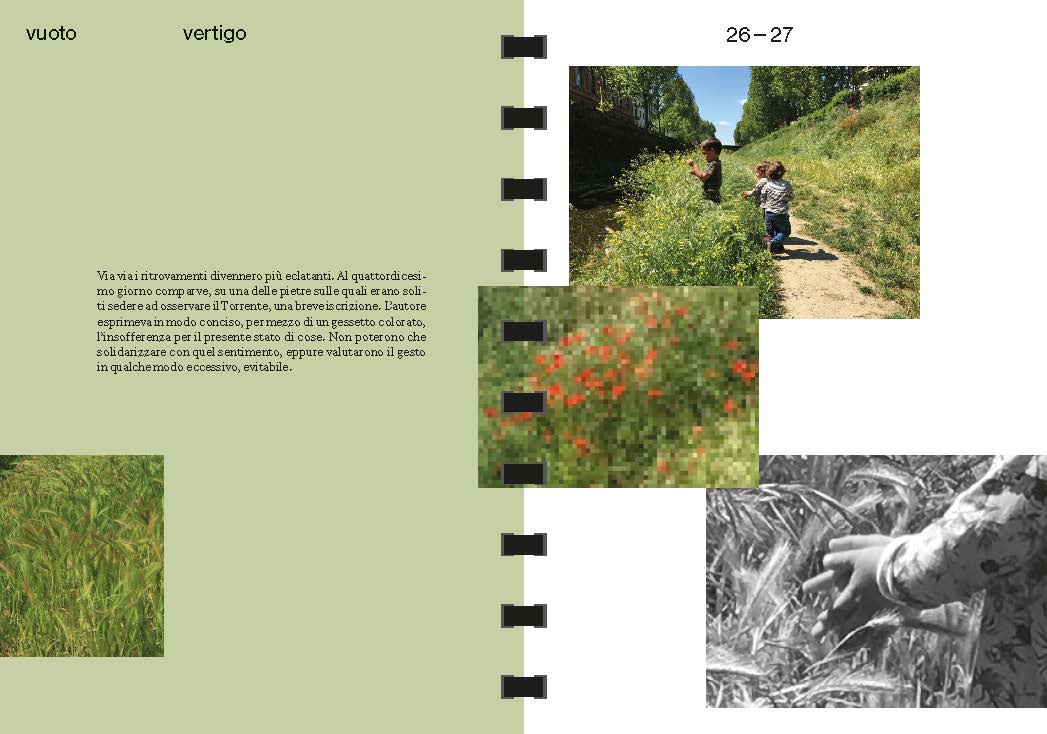 vuoto
vertigo
26 – 27
Via via i ritrovamenti divennero più eclatanti. Al quattordicesi-
mo giorno comparve, su una delle pietre sulle quali erano soli-
ti sedere ad osservare il Torrente, una breve iscrizione. L'autore
esprimeva in modo conciso, per mezzo di un gessetto colorato,
l'insofferenza per il presente stato di cose. Non poterono che
solidarizzare con quel sentimento, eppure valutarono il gesto
in qualche modo eccessivo, evitabile.